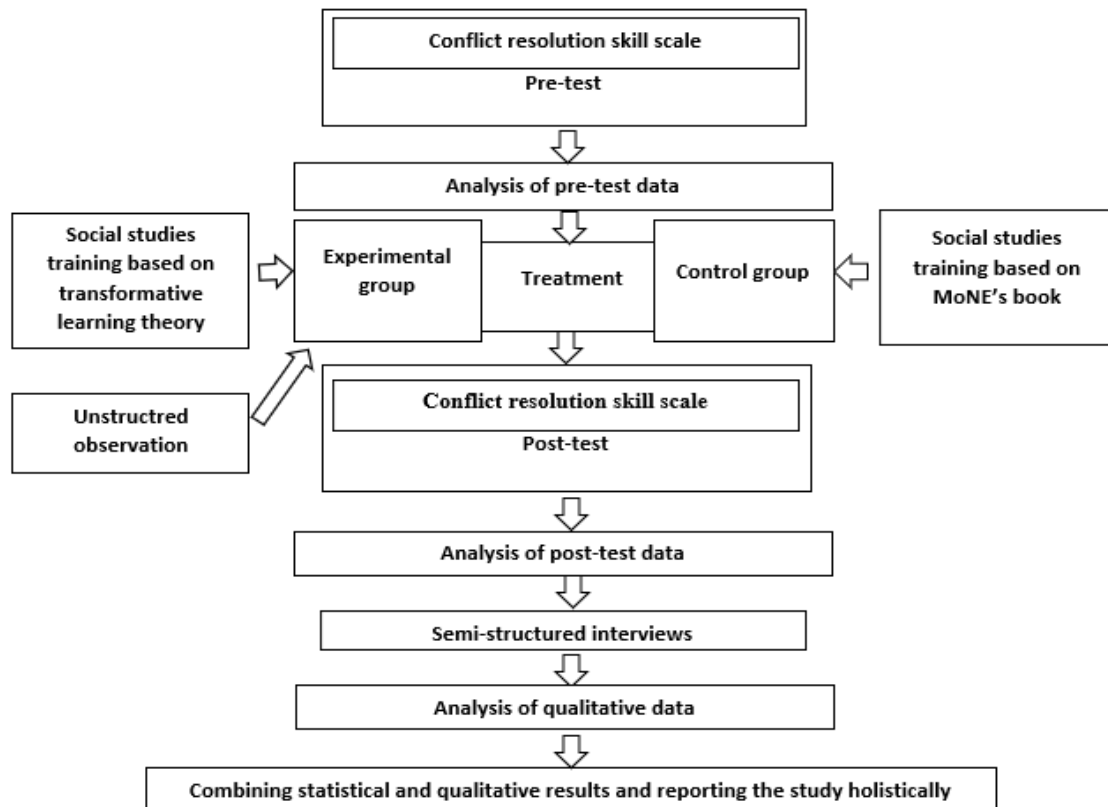 Conflict resolution skill scale
Pre-test
Analysis of pre-test data
Social studies
training based on
transformative
learning theory
Experimental
group
Treatment
Control group
Social studies
training based on
MoNE's book
Unstructred
observation
Conflict resolution skill scale
Post-test
Analysis of post-test data
Semi-structured interviews
Analysis of qualitative data
Combining statistical and qualitative results and reporting the study holistically